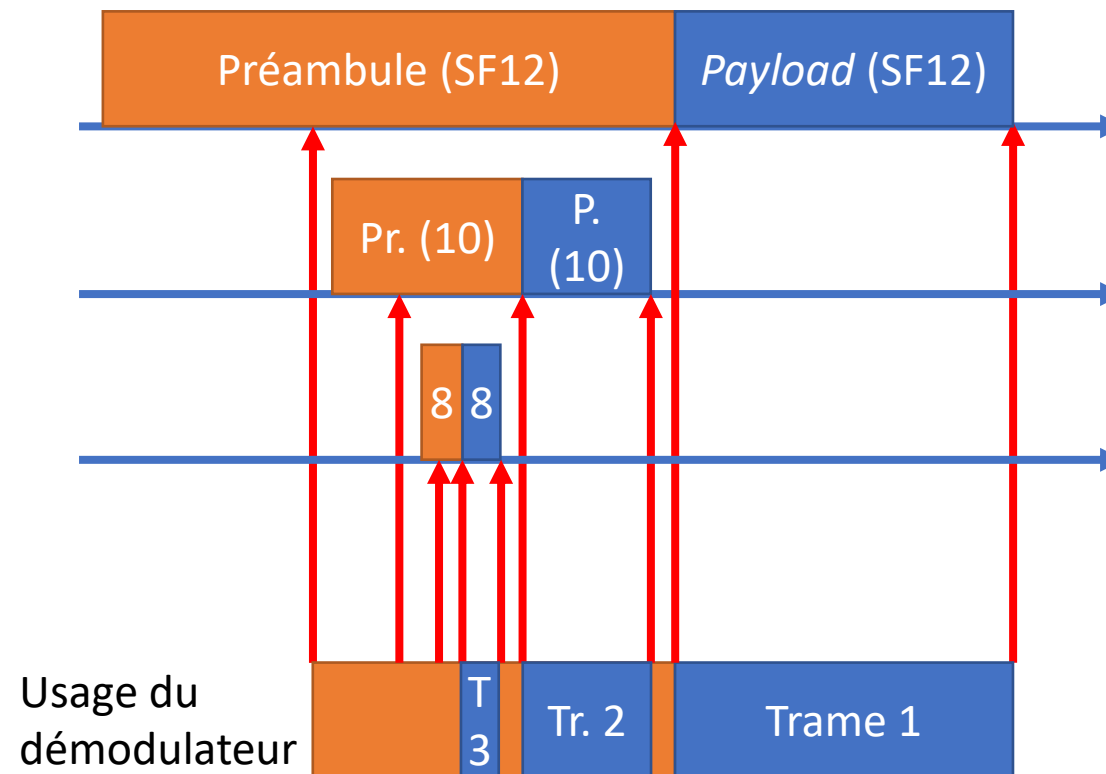 Préambule (SF12)
Payload (SF12)
Pr. (10)
P.
(10)
8
8
Usage du
démodulateur
T
3
Tr. 2
Trame 1